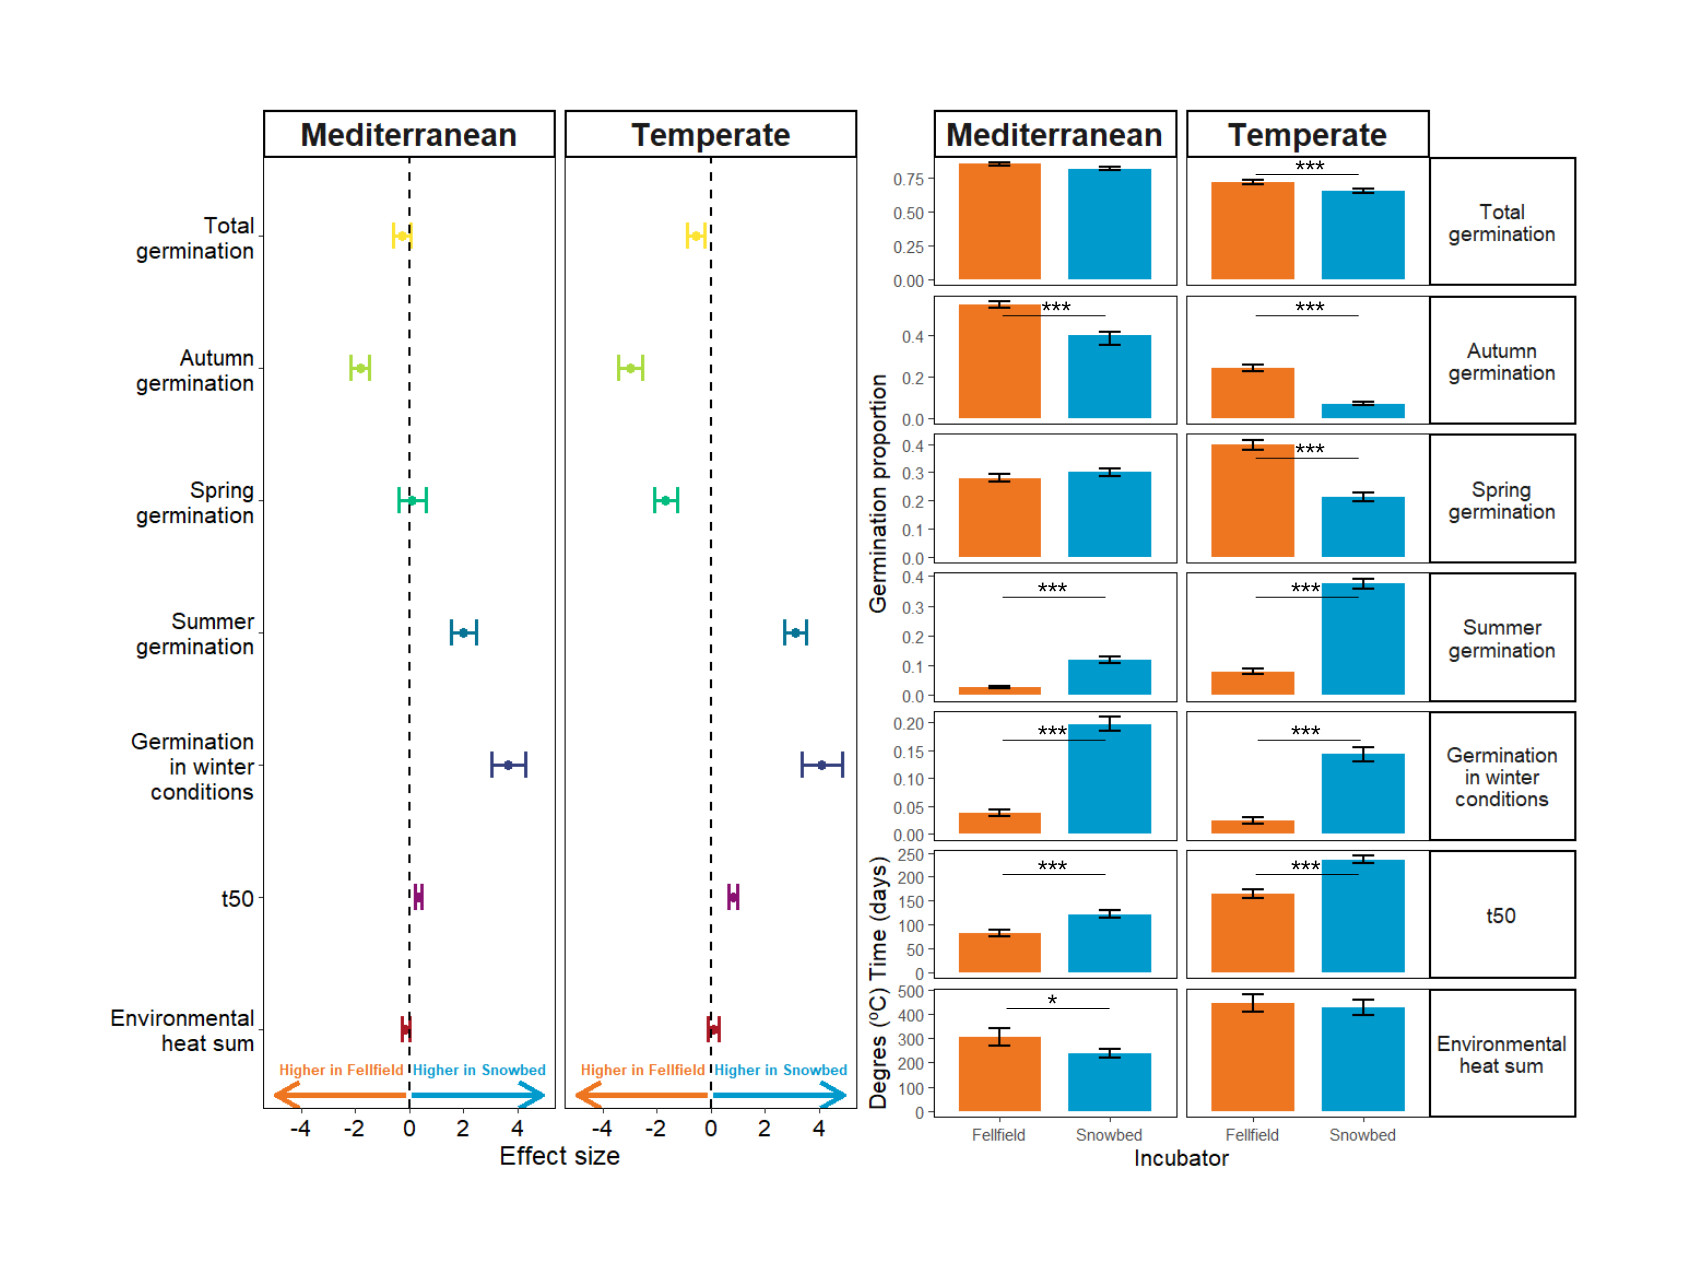 Mediterranean
Temperate
Total
germination
Autumn
germination
Spring
germination
Summer
germination
Germination
in winter
conditions
t50
Environmental
heat sum
Higher in Fellfield
Higher in Snowbed
Higher in Fellfield
Higher in Snowbed
-4 -2 0 2 4
-4 -2 0 2 4
Effect size
Mediterranean
Temperate
Germination proportion
Time (days)
Degres (ºC)
0.75
0.50
0.25
0.00
***
Total
germination
0.4
0.2
0.0
***
***
Autumn
germination
0.4
0.3
0.2
0.1
0.0
***
Spring
germination
0.4
0.3
0.2
0.1
0.0
***
***
Summer
germination
0.20
0.15
0.10
0.05
0.00
***
***
Germination
in winter
conditions
250
200
150
100
50
0
***
***
t50
500
400
300
200
100
0
*
Environmental
heat sum
Fellfield Snowbed
Fellfield Snowbed
Incubator